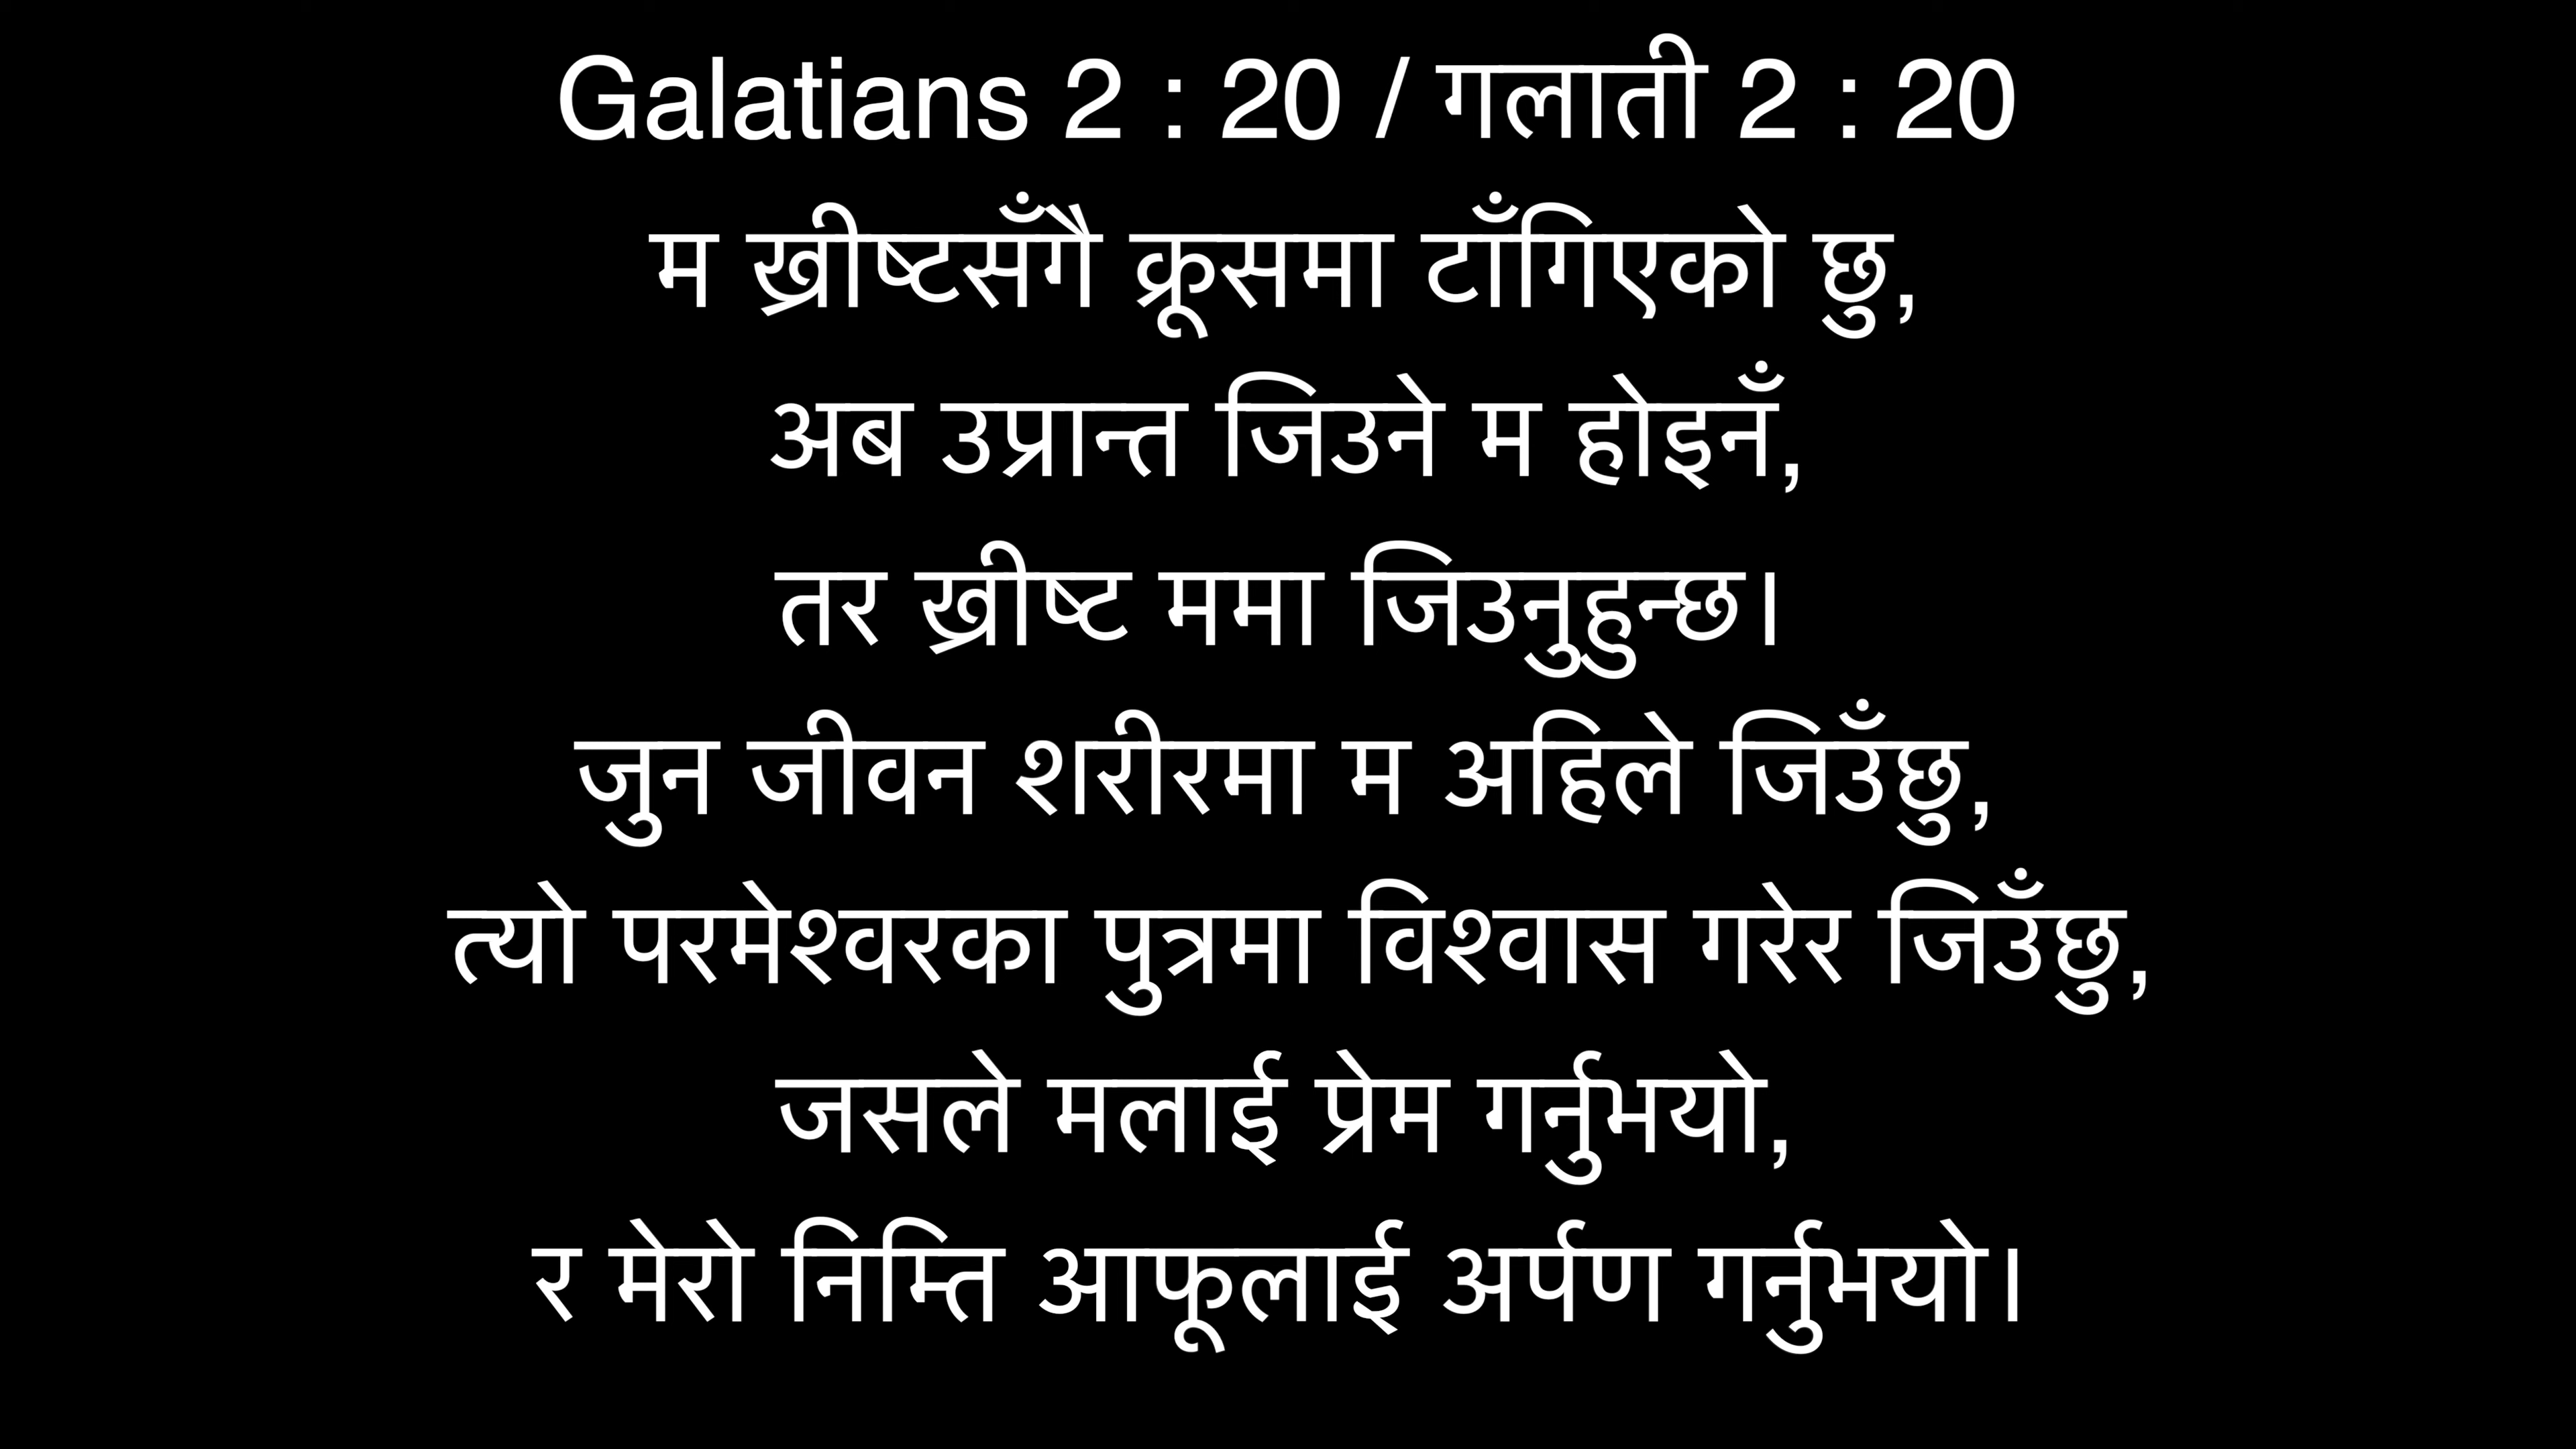 Galatians 2 : 20 / गलाती 2 : 20
म ख्रीष्टसँगै क्रूसमा टाँगिएको छु,
अब उप्रान्त जिउने म होइनँ,
तर ख्रीष्ट ममा जिउनुहुन्छ।
जुन जीवन शरीरमा म अहिले जिउँछु,
त्यो परमेश्वरका पुत्रमा विश्वास गरेर जिउँछु,
जसले मलाई प्रेम गर्नुभयो,
र मेरो निम्ति आफूलाई अर्पण गर्नुभयो।